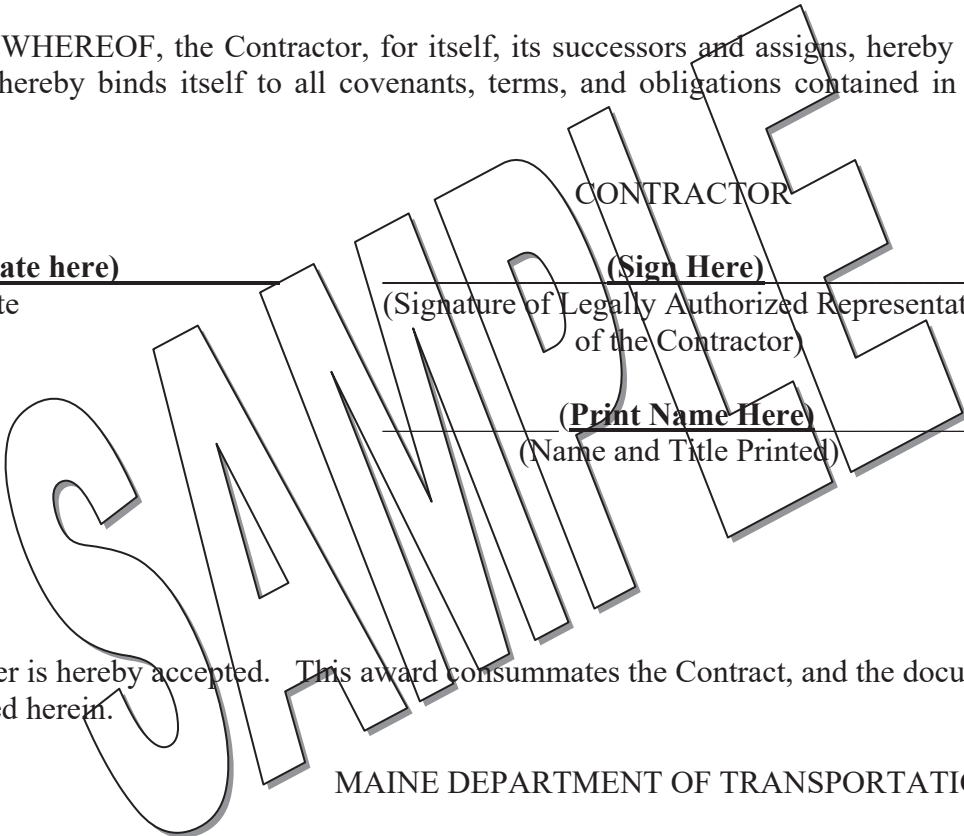 WHEREOF, the Contractor, for itself, its successors and assigns, hereby
hereby binds itself to all covenants, terms, and obligations contained in
CONTRACTOR
ate here) (Sign Here)
te (Signature of Legally Authorized Representat
of the Contractor)
(Print Name Here)
(Name and Title Printed)
SAMPLE
er is hereby accepted. This award consummates the Contract, and the docu
ed herein.
MAINE DEPARTMENT OF TRANSPORTATIO